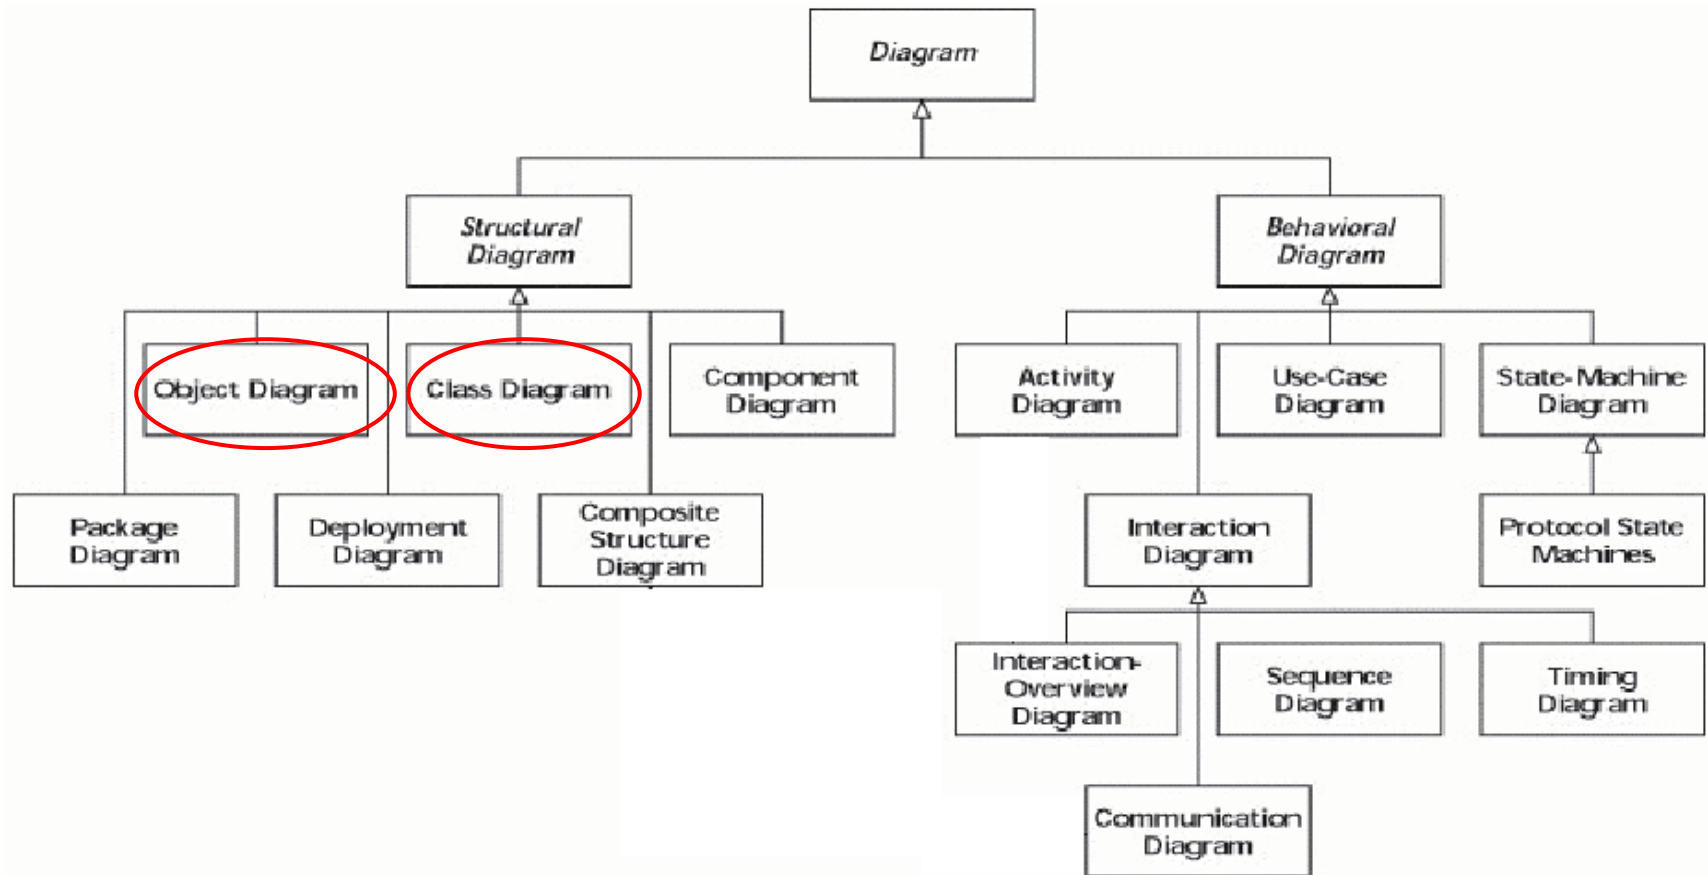 Diagram
Structural
Diagram
Behavioral
Diagram
Object Diagram
Class Diagram
Component
Diagram
Activity
Diagram
Use-Case
Diagram
State-Machine
Diagram
Package
Diagram
Deployment
Diagram
Composite
Structure
Diagram
Interaction
Diagram
Protocol State
Machines
Interaction-
Overview
Diagram
Sequence
Diagram
Timing
Diagram
Communication
Diagram